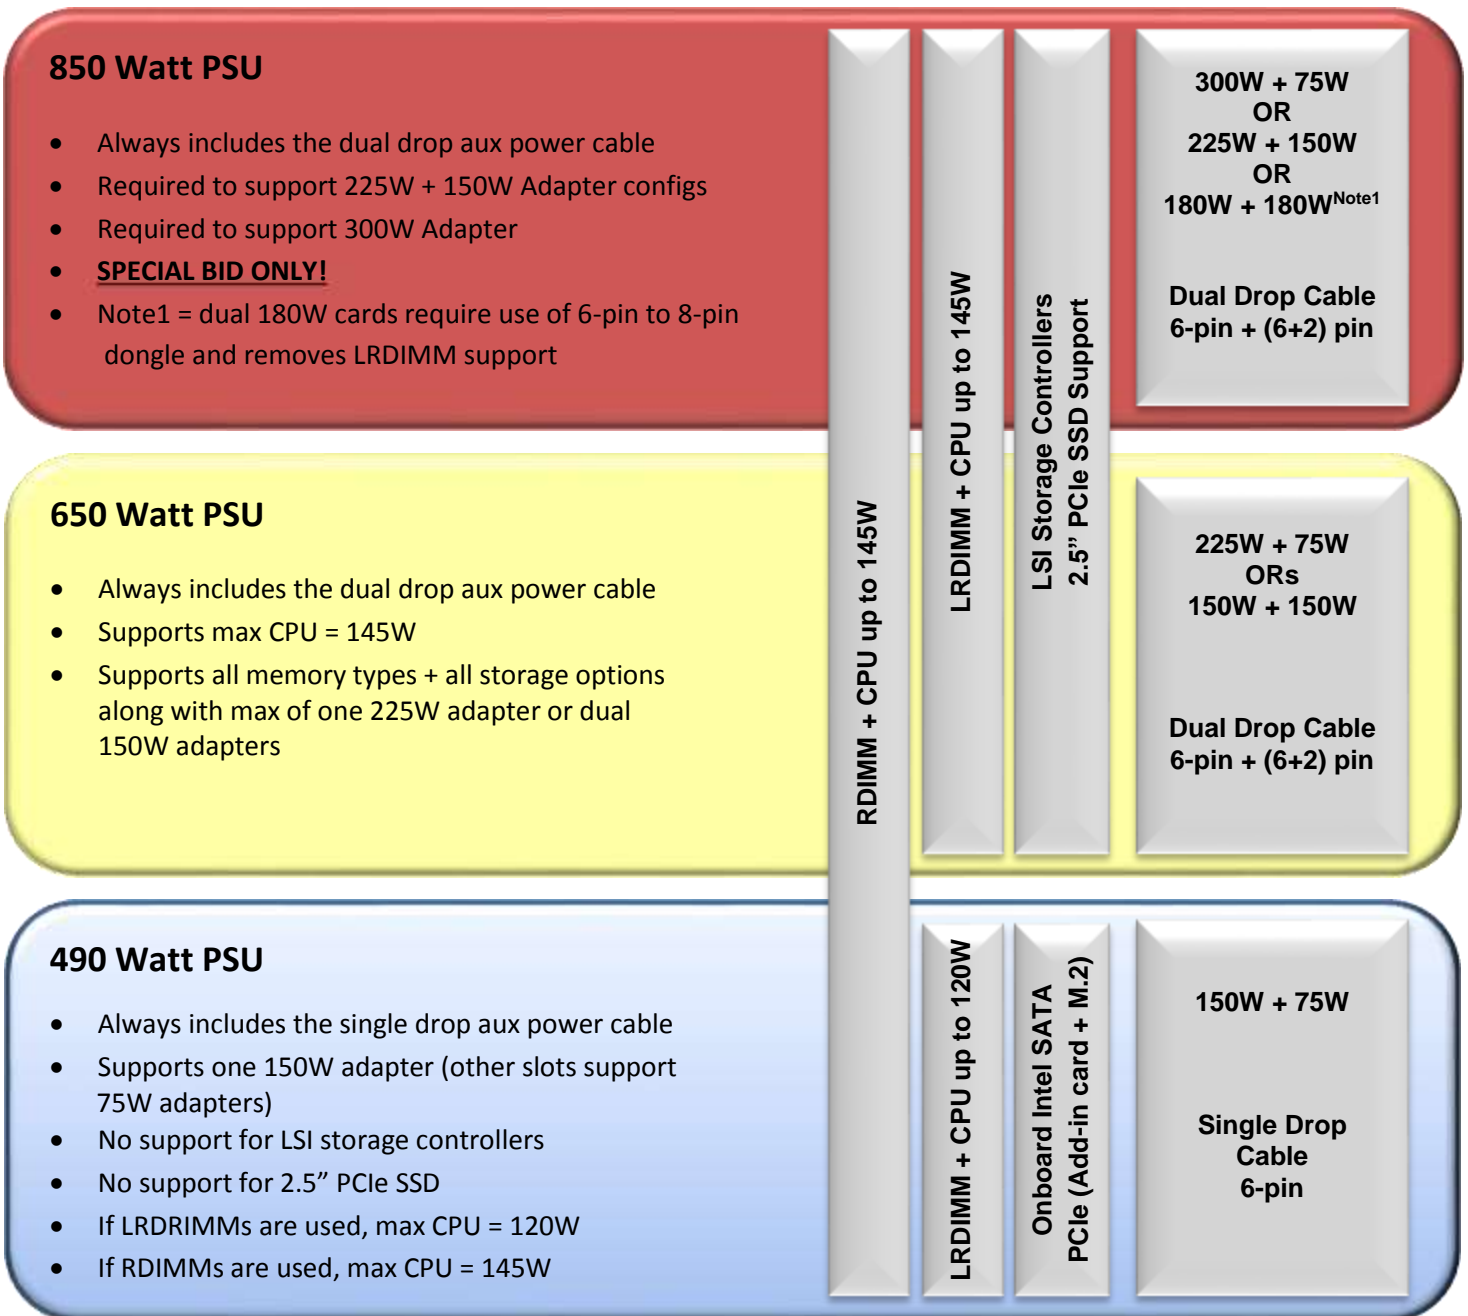 850 Watt PSU
• Always includes the dual drop aux power cable
• Required to support 225W + 150W Adapter configs
• Required to support 300W Adapter
• SPECIAL BID ONLY!
• Note1 = dual 180W cards require use of 6-pin to 8-pin
dongle and removes LRDIMM support
650 Watt PSU
• Always includes the dual drop aux power cable
• Supports max CPU = 145W
• Supports all memory types + all storage options
along with max of one 225W adapter or dual
150W adapters
490 Watt PSU
• Always includes the single drop aux power cable
• Supports one 150W adapter (other slots support
75W adapters)
• No support for LSI storage controllers
• No support for 2.5” PCIe SSD
• If LRDRIMMs are used, max CPU = 120W
• If RDIMMs are used, max CPU = 145W
RDIMM + CPU up to 145W
LRDIMM + CPU up to 145W
LSI Storage Controllers
2.5” PCIe SSD Support
LRDIMM + CPU up to 120W
Onboard Intel SATA
PCIe (Add-in card + M.2)
300W + 75W
OR
225W + 150W
OR
180W + 180WNote1
Dual Drop Cable
6-pin + (6+2) pin
225W + 75W
ORs
150W + 150W
Dual Drop Cable
6-pin + (6+2) pin
150W + 75W
Single Drop
Cable
6-pin